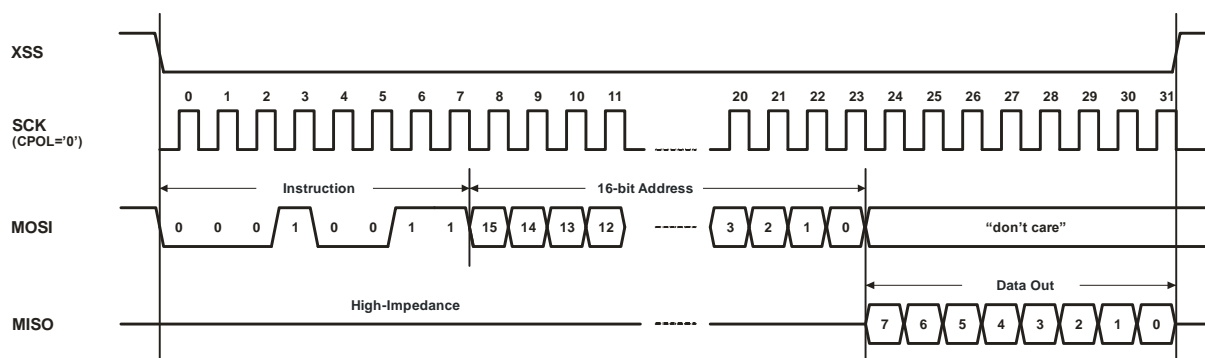 XSS
0 1 2 3 4 5 6 7 8 9 10 11 20 21 22 23 24 25 26 27 28 29 30 31
SCK
(CPOL='0')
Instruction 16-bit Address
MOSI 0 0 0 1 0 0 1 1 15 14 13 12 3 2 1 0 “don’t care”
High-Impedance Data Out
MISO 7 6 5 4 3 2 1 0